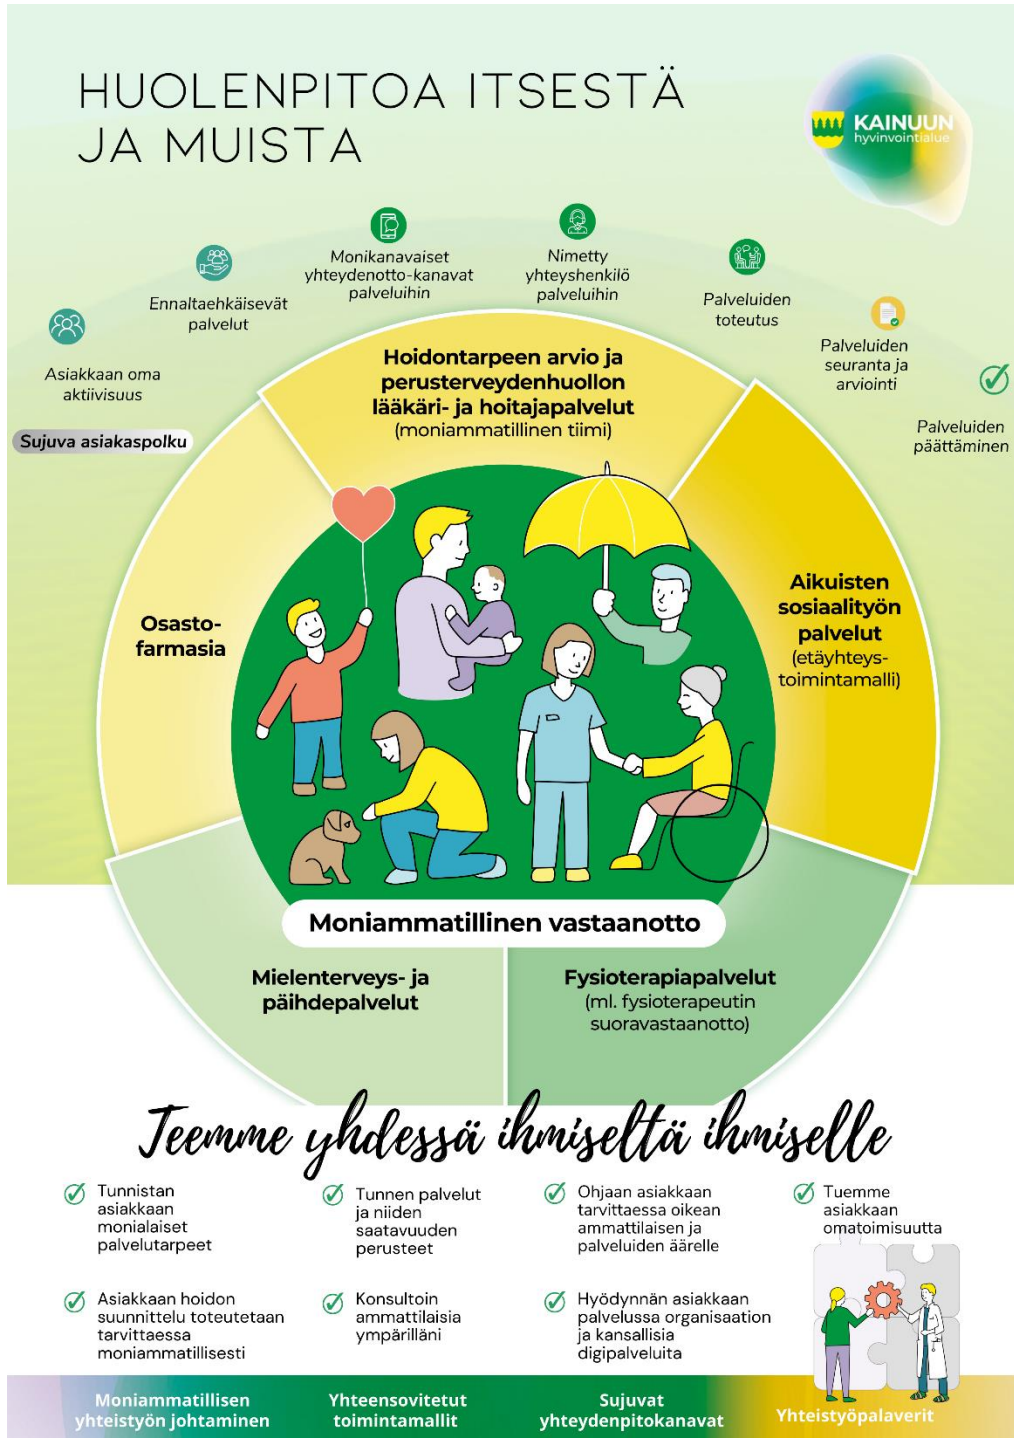 HUOLENPITOA ITSESTÄ
JA MUISTA
KAINUUN
hyvinvointialue
Asiakkaan oma
aktiivisuus
Ennaltaehkäisevät
palvelut
Monikanavaiset
yhteydenotto-kanavat
palveluihin
Nimetty
yhteyshenkilö
palveluihin
Palveluiden
toteutus
Palveluiden
seuranta ja
arviointi
Palveluiden
päättäminen
Sujuva asiakaspolku
Hoidontarpeen arvio ja
perusterveydenhuollon
lääkäri- ja hoitajapalvelut
(moniammatillinen tiimi)
Osasto-
farmasia
Aikuisten
sosiaalityön
palvelut
(etäyhteys-
toimintamalli)
Moniammatillinen vastaanotto
Mielenterveys- ja
päihdepalvelut
Fysioterapiapalvelut
(ml. fysioterapeutin
suoravastaanotto)
Teemme yhdessä ihmiseltä ihmiselle
Tunnistan
asiakkaan
monialaiset
palvelutarpeet
Tunnen palvelut
ja niiden
saatavuuden
perusteet
Ohjaan asiakkaan
tarvittaessa oikean
ammattilaisen ja
palveluiden äärelle
Tuemme
asiakkaan
omatoimisuutta
Asiakkaan hoidon
suunnittelu toteutetaan
tarvittaessa
moniammatillisesti
Konsultoin
ammattilaisia
ympärilläni
Hyödynnän asiakkaan
palvelussa organisaation
ja kansallisia
digipalveluita
Moniammatillisen
yhteistyön johtaminen
Yhteensovitetut
toimintamallit
Sujuvat
yhteydenpitokanavat
Yhteistyöpalaverit